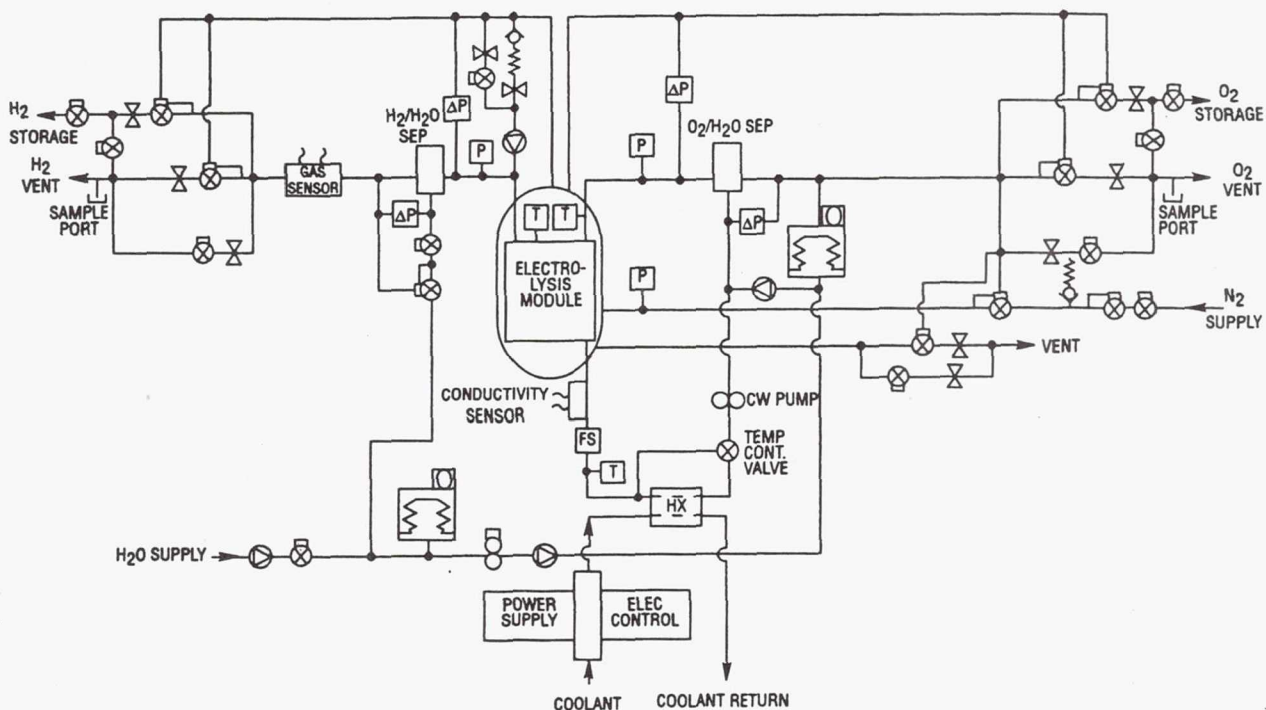 H2
STORAGE
H2
VENT
SAMPLE
PORT
GAS
SENSOR
ΔP
H2/H2O
SEP
ΔP
P
T
T
ELECTRO-
LYSIS
MODULE
P
ΔP
O2/H2O SEP
ΔP
P
O2
STORAGE
O2
VENT
SAMPLE
PORT
N2
SUPPLY
VENT
CONDUCTIVITY
SENSOR
FS
T
CW PUMP
TEMP
CONT.
VALVE
HX
H2O SUPPLY
POWER
SUPPLY
ELEC
CONTROL
COOLANT
COOLANT RETURN